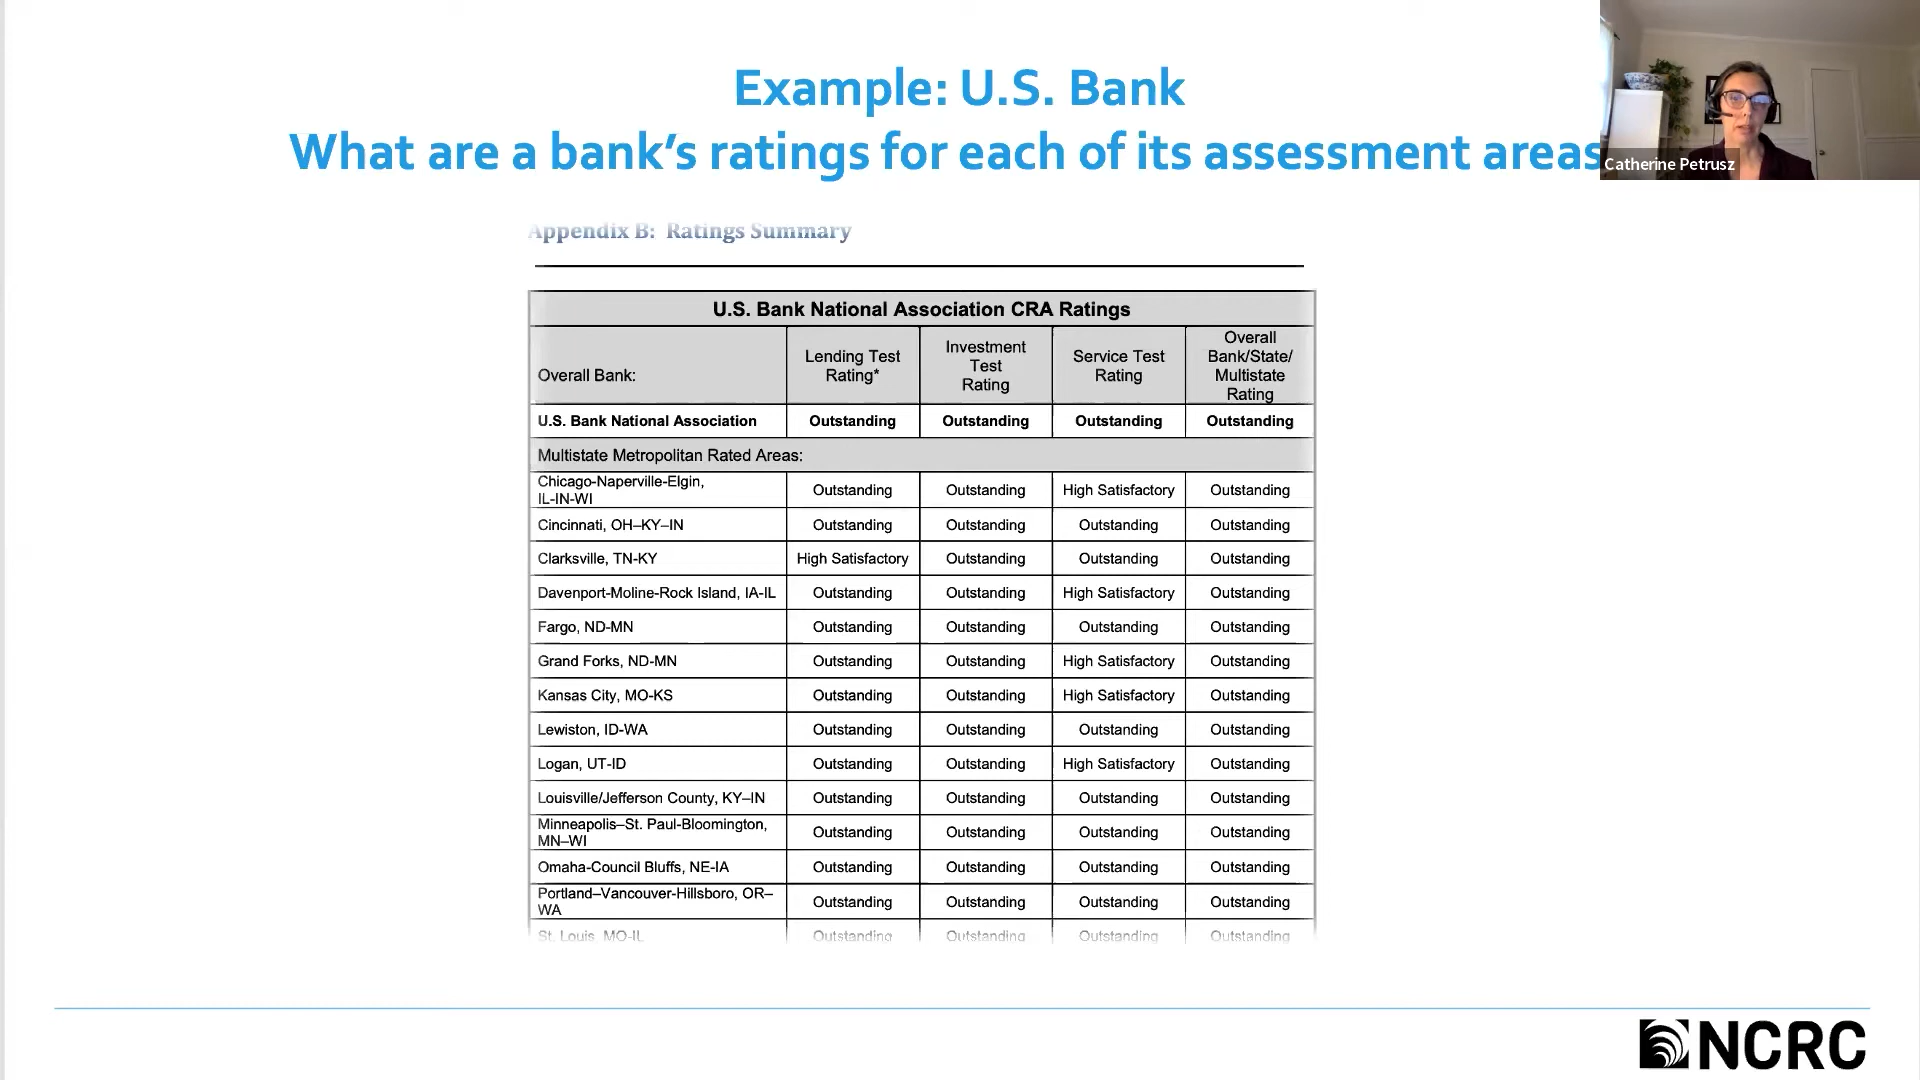 Example: U.S. Bank
What are a bank’s ratings for each of its assessment areas
Catherine Petrusz
Appendix B: Ratings Summary
U.S. Bank National Association CRA Ratings
Overall Bank: Lending Test Rating* Investment Test Rating Service Test Rating Overall Bank/State/ Multistate Rating
U.S. Bank National Association Outstanding Outstanding Outstanding Outstanding
Multistate Metropolitan Rated Areas:
Chicago-Naperville-Elgin, IL-IN-WI Outstanding Outstanding High Satisfactory Outstanding
Cincinnati, OH–KY–IN Outstanding Outstanding Outstanding Outstanding
Clarksville, TN-KY High Satisfactory Outstanding Outstanding Outstanding
Davenport-Moline-Rock Island, IA-IL Outstanding Outstanding High Satisfactory Outstanding
Fargo, ND-MN Outstanding Outstanding Outstanding Outstanding
Grand Forks, ND-MN Outstanding Outstanding High Satisfactory Outstanding
Kansas City, MO-KS Outstanding Outstanding High Satisfactory Outstanding
Lewiston, ID-WA Outstanding Outstanding Outstanding Outstanding
Logan, UT-ID Outstanding Outstanding High Satisfactory Outstanding
Louisville/Jefferson County, KY–IN Outstanding Outstanding Outstanding Outstanding
Minneapolis–St. Paul-Bloomington, MN–WI Outstanding Outstanding Outstanding Outstanding
Omaha-Council Bluffs, NE-IA Outstanding Outstanding Outstanding Outstanding
Portland–Vancouver-Hillsboro, OR–WA Outstanding Outstanding Outstanding Outstanding
St. Louis MO-IL Outstanding Outstanding Outstanding Outstanding
NCRC